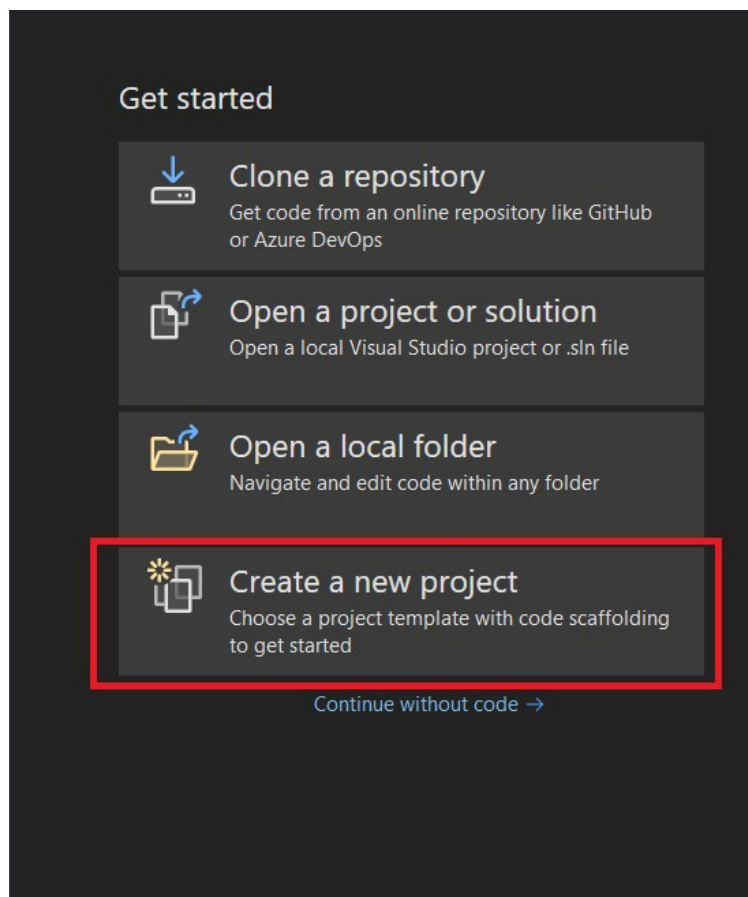 Get started
Clone a repository
Get code from an online repository like GitHub
or Azure DevOps
Open a project or solution
Open a local Visual Studio project or .sln file
Open a local folder
Navigate and edit code within any folder
Create a new project
Choose a project template with code scaffolding
to get started
Continue without code →